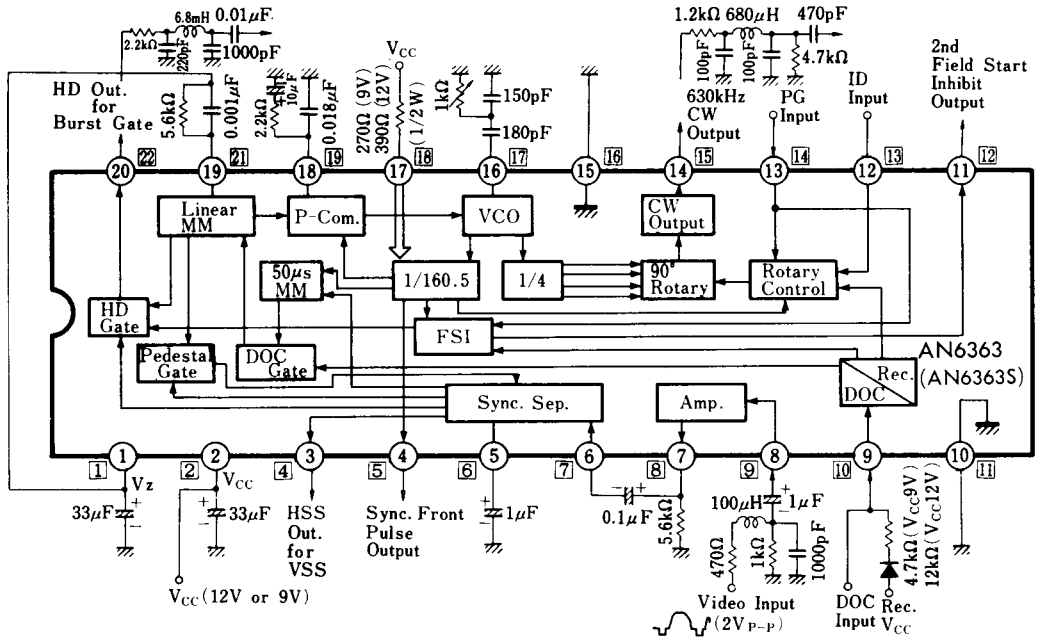 6.8mH
0.01μF
2.2kΩ
220pF
1000pF
HD Out.
for
Burst Gate
5.6kΩ
0.001μF
2.2kΩ
10μF
0.018μF
VCC
270Ω (9V)
390Ω (12V)
(1/2W)
1kΩ
150pF
180pF
1.2kΩ
680μH
470pF
100pF
100pF
4.7kΩ
630kHz
CW
Output
PG
Input
ID
Input
2nd
Field Start
Inhibit
Output
22
21
19
18
17
16
15
14
13
12
20
19
18
17
16
15
14
13
12
11
Linear
MM
P-Com.
VCO
CW
Output
50μs
MM
1/160.5
1/4
90°
Rotary
Rotary
Control
HD
Gate
FSI
Pedestal
Gate
DOC
Gate
Sync. Sep.
Amp.
Rec.
DOC
AN6363
(AN6363S)
1
2
3
4
5
6
7
8
9
10
1
2
4
5
6
7
8
9
10
11
Vz
VCC
33μF
+
-
33μF
+
-
VCC (12V or 9V)
HSS
Out.
for
VSS
Sync. Front
Pulse
Output
1μF
+
-
0.1μF
-
+
5.6kΩ
100μH
1μF
+
-
470Ω
1kΩ
1000pF
Video Input
(2VP-P)
DOC
Input
Rec.
VCC
4.7kΩ (VCC9V)
12kΩ (VCC12V)